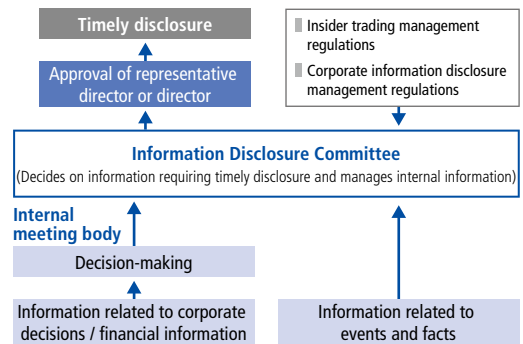 Timely disclosure
Approval of representative
director or director
Insider trading management
regulations
Corporate information disclosure
management regulations
Information Disclosure Committee
(Decides on information requiring timely disclosure and manages internal information)
Internal
meeting body
Decision-making
Information related to corporate
decisions / financial information
Information related to
events and facts